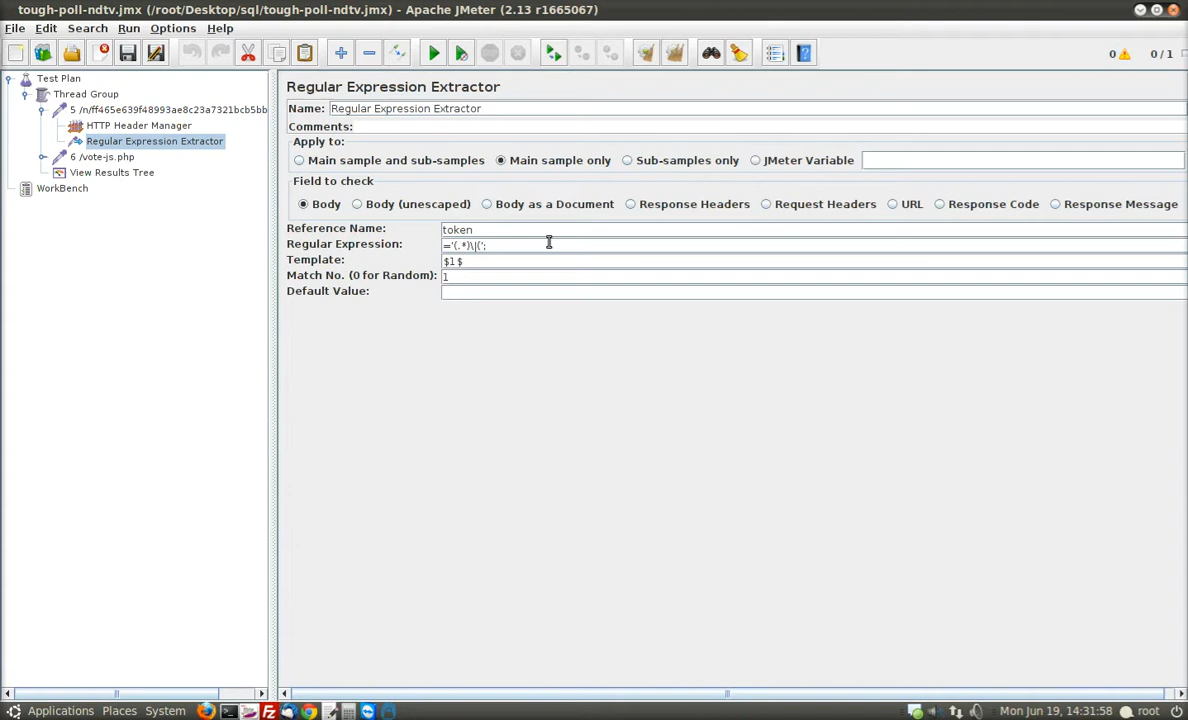 tough-poll-ndtv.jmx (/root/Desktop/sql/tough-poll-ndtv.jmx) - Apache JMeter (2.13 r1665067)
File Edit Search Run Options Help
0 0 / 1
Test Plan
Thread Group
5 /n/ff465e639f48993ae8c23a7321bcb5bb
HTTP Header Manager
Regular Expression Extractor
6 /vote-js.php
View Results Tree
WorkBench
Regular Expression Extractor
Name: Regular Expression Extractor
Comments:
Apply to:
Main sample and sub-samples Main sample only Sub-samples only JMeter Variable
Field to check
Body Body (unescaped) Body as a Document Response Headers Request Headers URL Response Code Response Message
Reference Name: token
Regular Expression: ='(.*)\|(';
Template: $1$
Match No. (0 for Random): 1
Default Value:
Applications Places System Mon Jun 19, 14:31:58 root